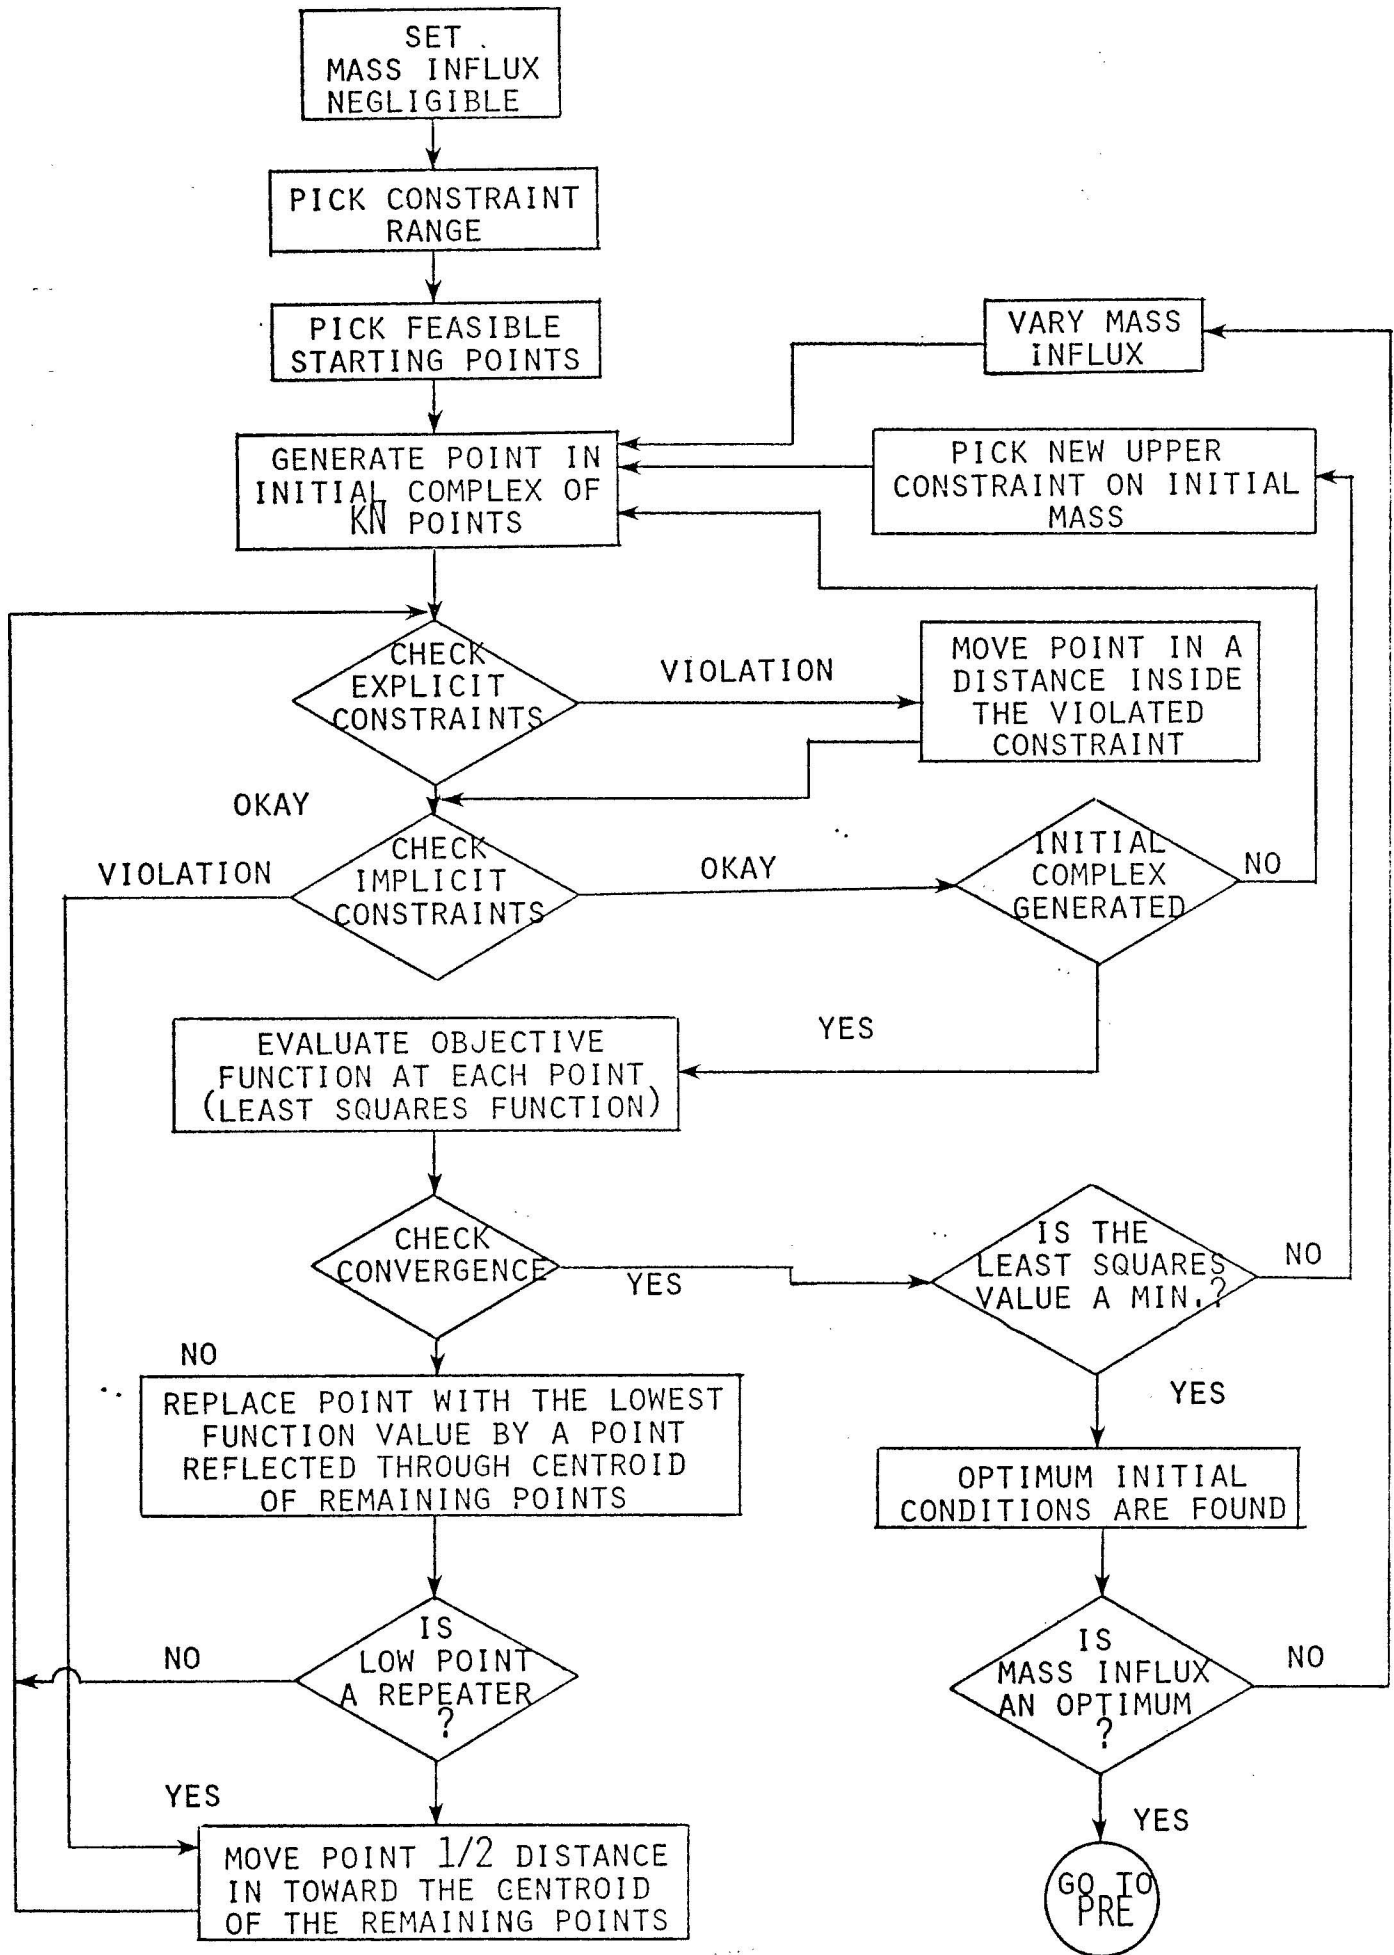 SET
MASS INFLUX
NEGLIGIBLE
PICK CONSTRAINT
RANGE
PICK FEASIBLE
STARTING POINTS
VARY MASS
INFLUX
GENERATE POINT IN
INITIAL COMPLEX OF
KN POINTS
PICK NEW UPPER
CONSTRAINT ON INITIAL
MASS
CHECK
EXPLICIT
CONSTRAINTS
VIOLATION
MOVE POINT IN A
DISTANCE INSIDE
THE VIOLATED
CONSTRAINT
OKAY
CHECK
IMPLICIT
CONSTRAINTS
VIOLATION
OKAY
INITIAL
COMPLEX
GENERATED
NO
YES
EVALUATE OBJECTIVE
FUNCTION AT EACH POINT
(LEAST SQUARES FUNCTION)
CHECK
CONVERGENCE
YES
IS THE
LEAST SQUARES
VALUE A MIN.?
NO
NO
YES
REPLACE POINT WITH THE LOWEST
FUNCTION VALUE BY A POINT
REFLECTED THROUGH CENTROID
OF REMAINING POINTS
OPTIMUM INITIAL
CONDITIONS ARE FOUND
IS
LOW POINT
A REPEATER
?
NO
IS
MASS INFLUX
AN OPTIMUM
?
NO
YES
YES
MOVE POINT 1/2 DISTANCE
IN TOWARD THE CENTROID
OF THE REMAINING POINTS
GO TO
PRE